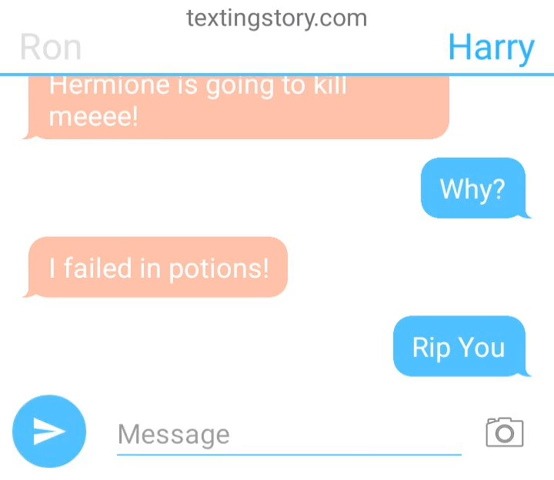 textingstory.com
Ron
Harry
Hermione is going to kill
meeee!
Why?
I failed in potions!
Rip You
Message